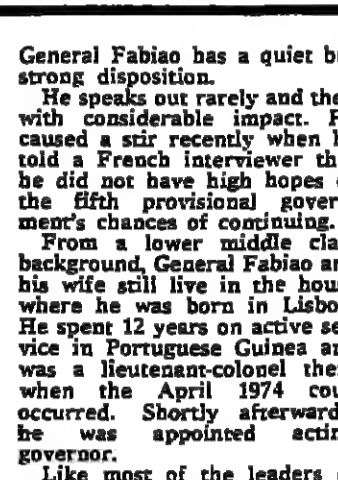 General Fabiao has a quiet bu
strong disposition.
He speaks out rarely and the
with considerable impact.
caused a stir recently when
told a French interviewer th
he did not have high hopes
the fifth provisional gover
ment's chances of continuing.
From a lower middle cla
background, General Fabiao an
his wife still live in the hou
where he was born in Lisbo
He spent 12 years on active se
vice in Portuguese Guinea an
was a lieutenant-colonel the
when the April 1974 cou
occurred. Shortly afterward
he was appointed actin
governor.
Like most of the leaders